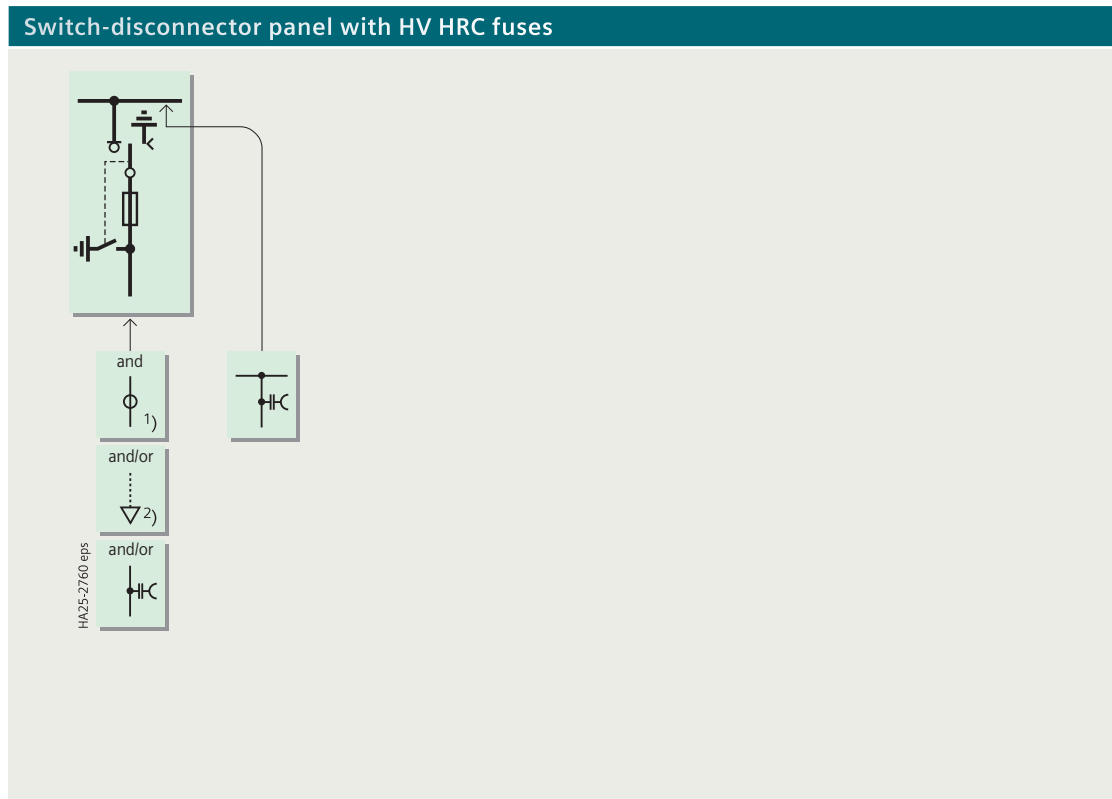 Switch-disconnector panel with HV HRC fuses
and
1)
and/or
2)
and/or
HA25-2760 eps